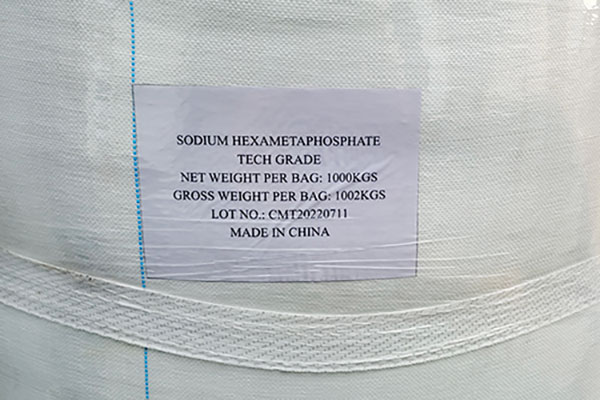 SODIUM HEXAMETAPHOSPHATE
TECH GRADE
NET WEIGHT PER BAG: 1000KGS
GROSS WEIGHT PER BAG: 1002KGS
LOT NO.: CMT20220711
MADE IN CHINA